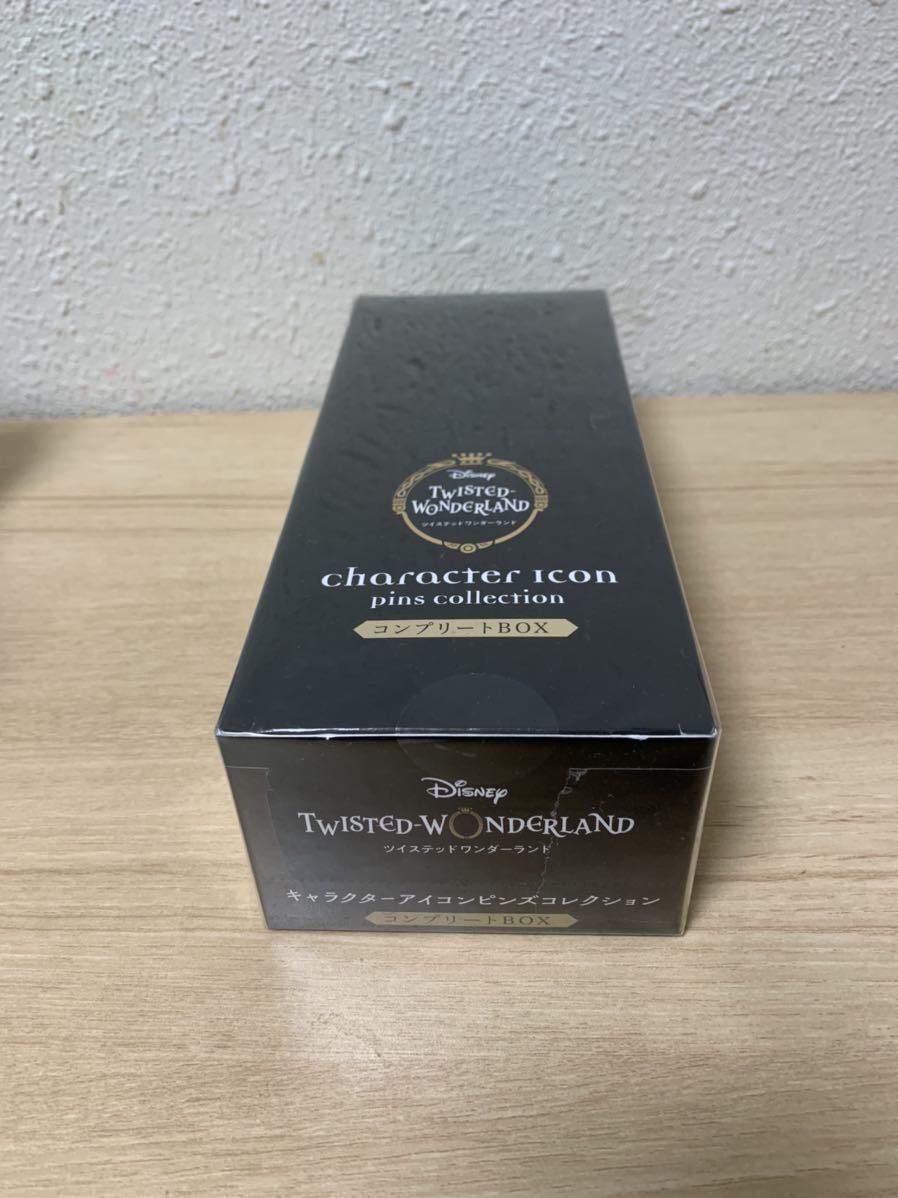 Disney
TWISTED-
WONDERLAND
ツイステッドワンダーランド
character icon
pins collection
コンプリートBOX
Disney
TWISTED-WONDERLAND
ツイステッドワンダーランド
キャラクターアイコンピンズコレクション
コンプリートBOX